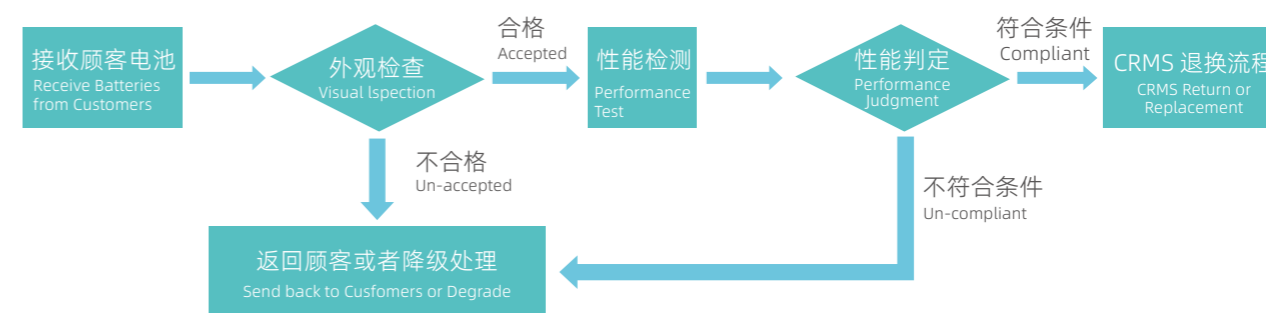 接收顾客电池
Receive Batteries
from Customers
外观检查
Visual lspection
合格
Accepted
性能检测
Performance
Test
性能判定
Performance
Judgment
符合条件
Compliant
CRMS 退换流程
CRMS Return or
Replacement
不合格
Un-accepted
不符合条件
Un-compliant
返回顾客或者降级处理
Send back to Cusfomers or Degrade